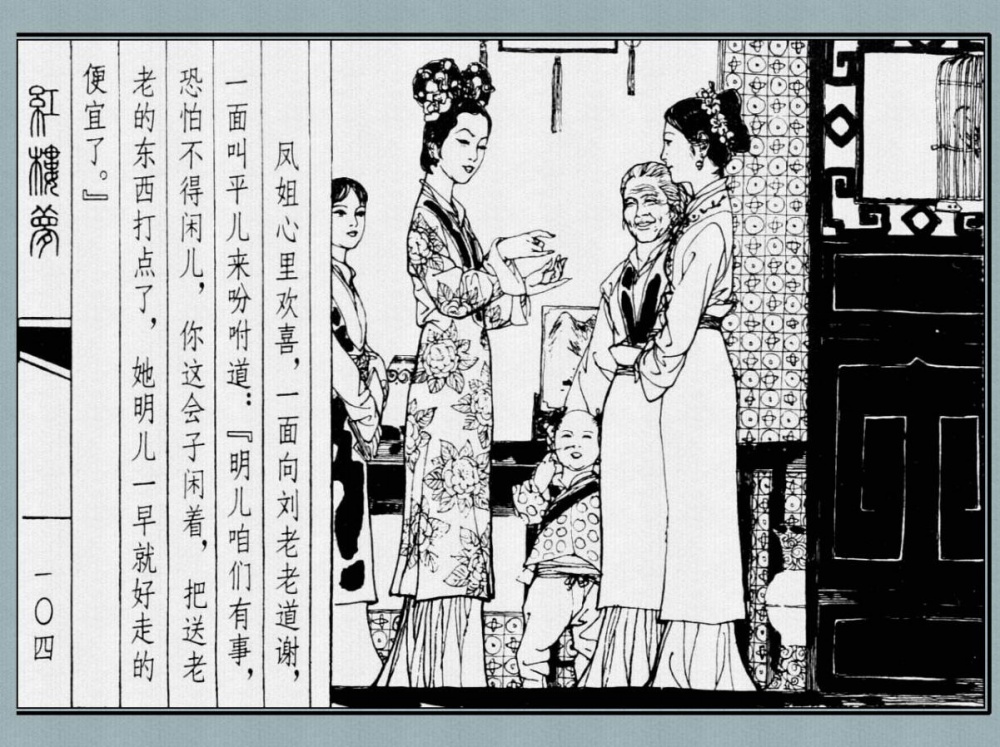 凤姐心里欢喜，一面向刘老老道谢，
一面叫平儿来吩咐道：『明儿咱们有事，
恐怕不得闲儿，你这会子闲着，把送老
老的东西打点了，她明儿一早就好走的
便宜了。』
紅樓夢
一〇四